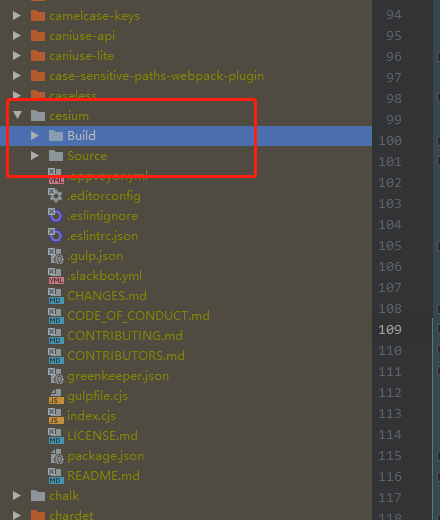 camelcase-keys
caniuse-api
caniuse-lite
case-sensitive-paths-webpack-plugin
caseless
cesium
Build
Source
.appveyor.yml
.editorconfig
.eslintignore
.eslintrc.json
.gulp.json
.slackbot.yml
CHANGES.md
CODE_OF_CONDUCT.md
CONTRIBUTING.md
CONTRIBUTORS.md
greenkeeper.json
gulpfile.cjs
index.cjs
LICENSE.md
package.json
README.md
chalk
chardet
94
95
96
97
98
99
100
101
102
103
104
105
106
107
108
109
110
111
112
113
114
115
116
117
118